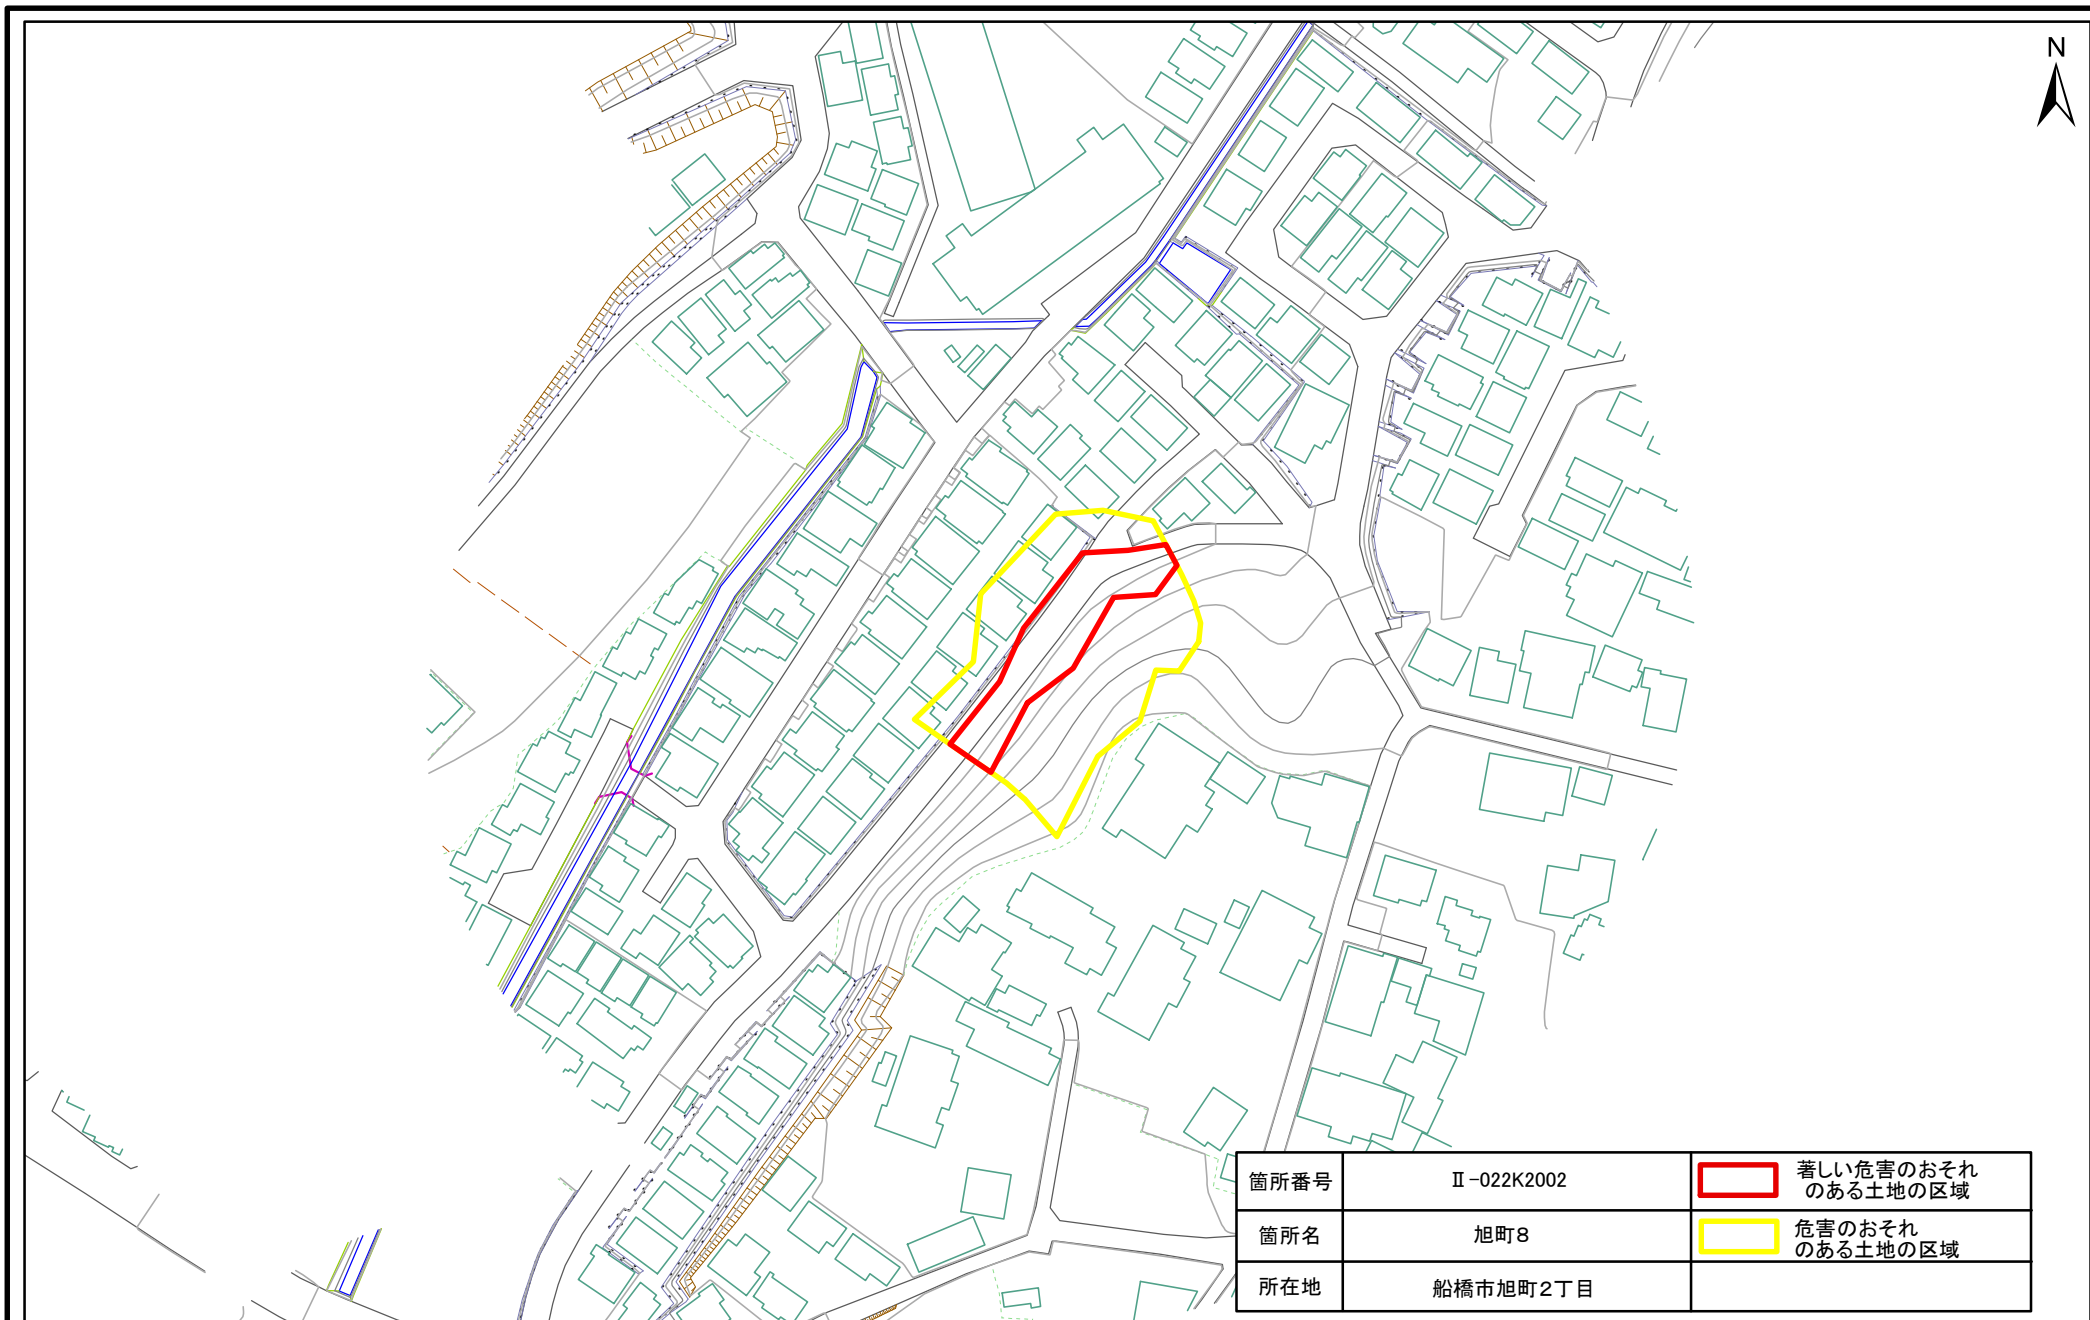 N
箇所番号
Ⅱ-022K2002
著しい危害のおそれ
のある土地の区域
箇所名
旭町8
危害のおそれ
のある土地の区域
所在地
船橋市旭町2丁目